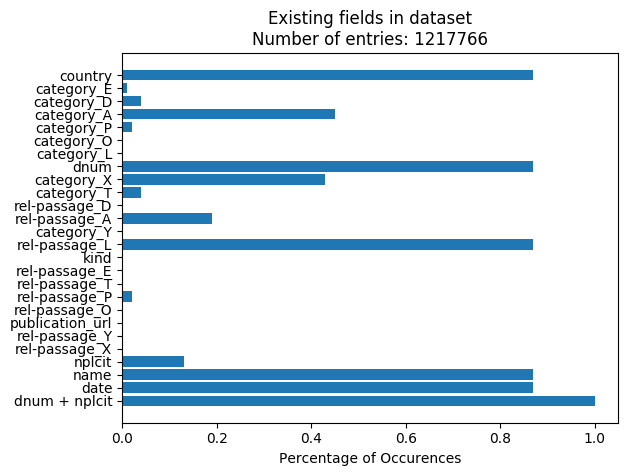 Existing fields in dataset
Number of entries: 1217766
country
category_E
category_D
category_A
category_P
category_O
category_L
dnum
category_X
category_T
rel-passage_D
rel-passage_A
category_Y
rel-passage_L
kind
rel-passage_E
rel-passage_T
rel-passage_P
rel-passage_O
publication_url
rel-passage_Y
rel-passage_X
nplcit
name
date
dnum + nplcit
0.0 0.2 0.4 0.6 0.8 1.0
Percentage of Occurences